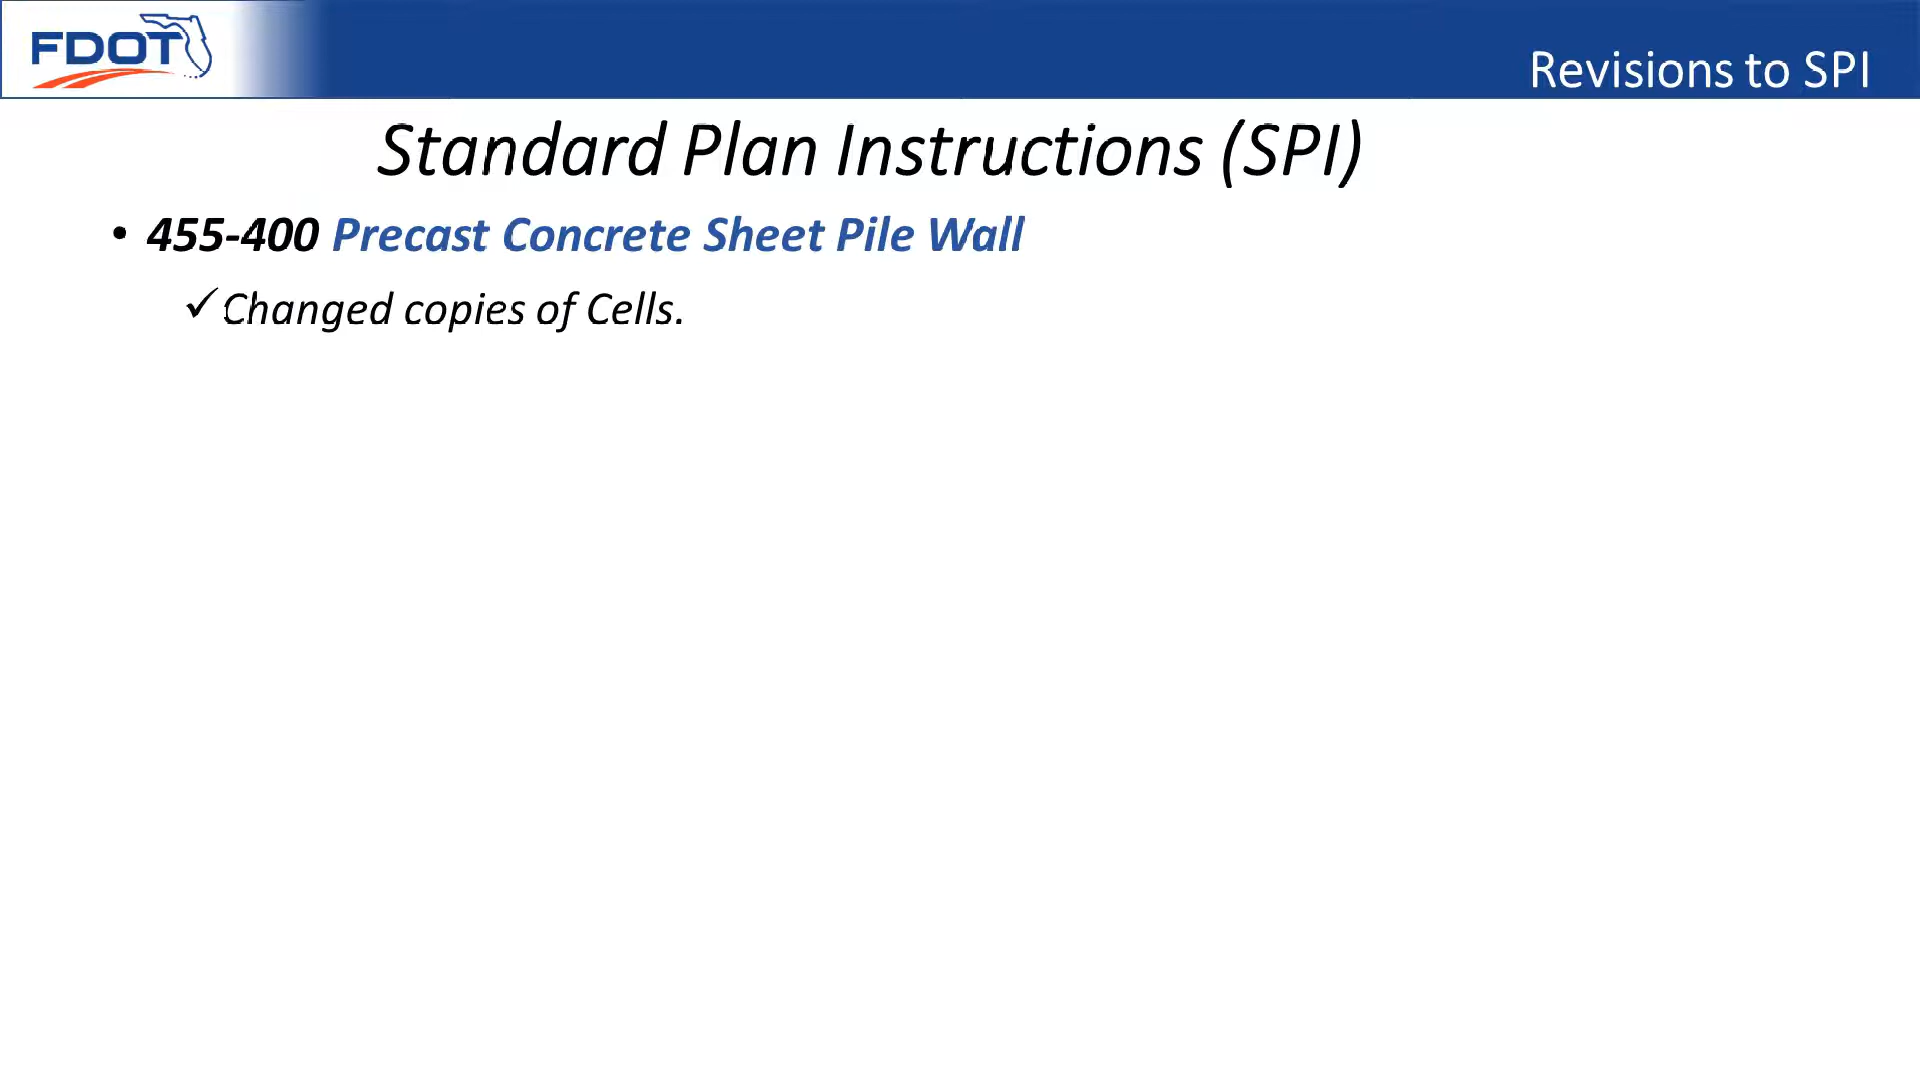 FDOT
Revisions to SPI
Standard Plan Instructions (SPI)
• 455-400 Precast Concrete Sheet Pile Wall
✓Changed copies of Cells.